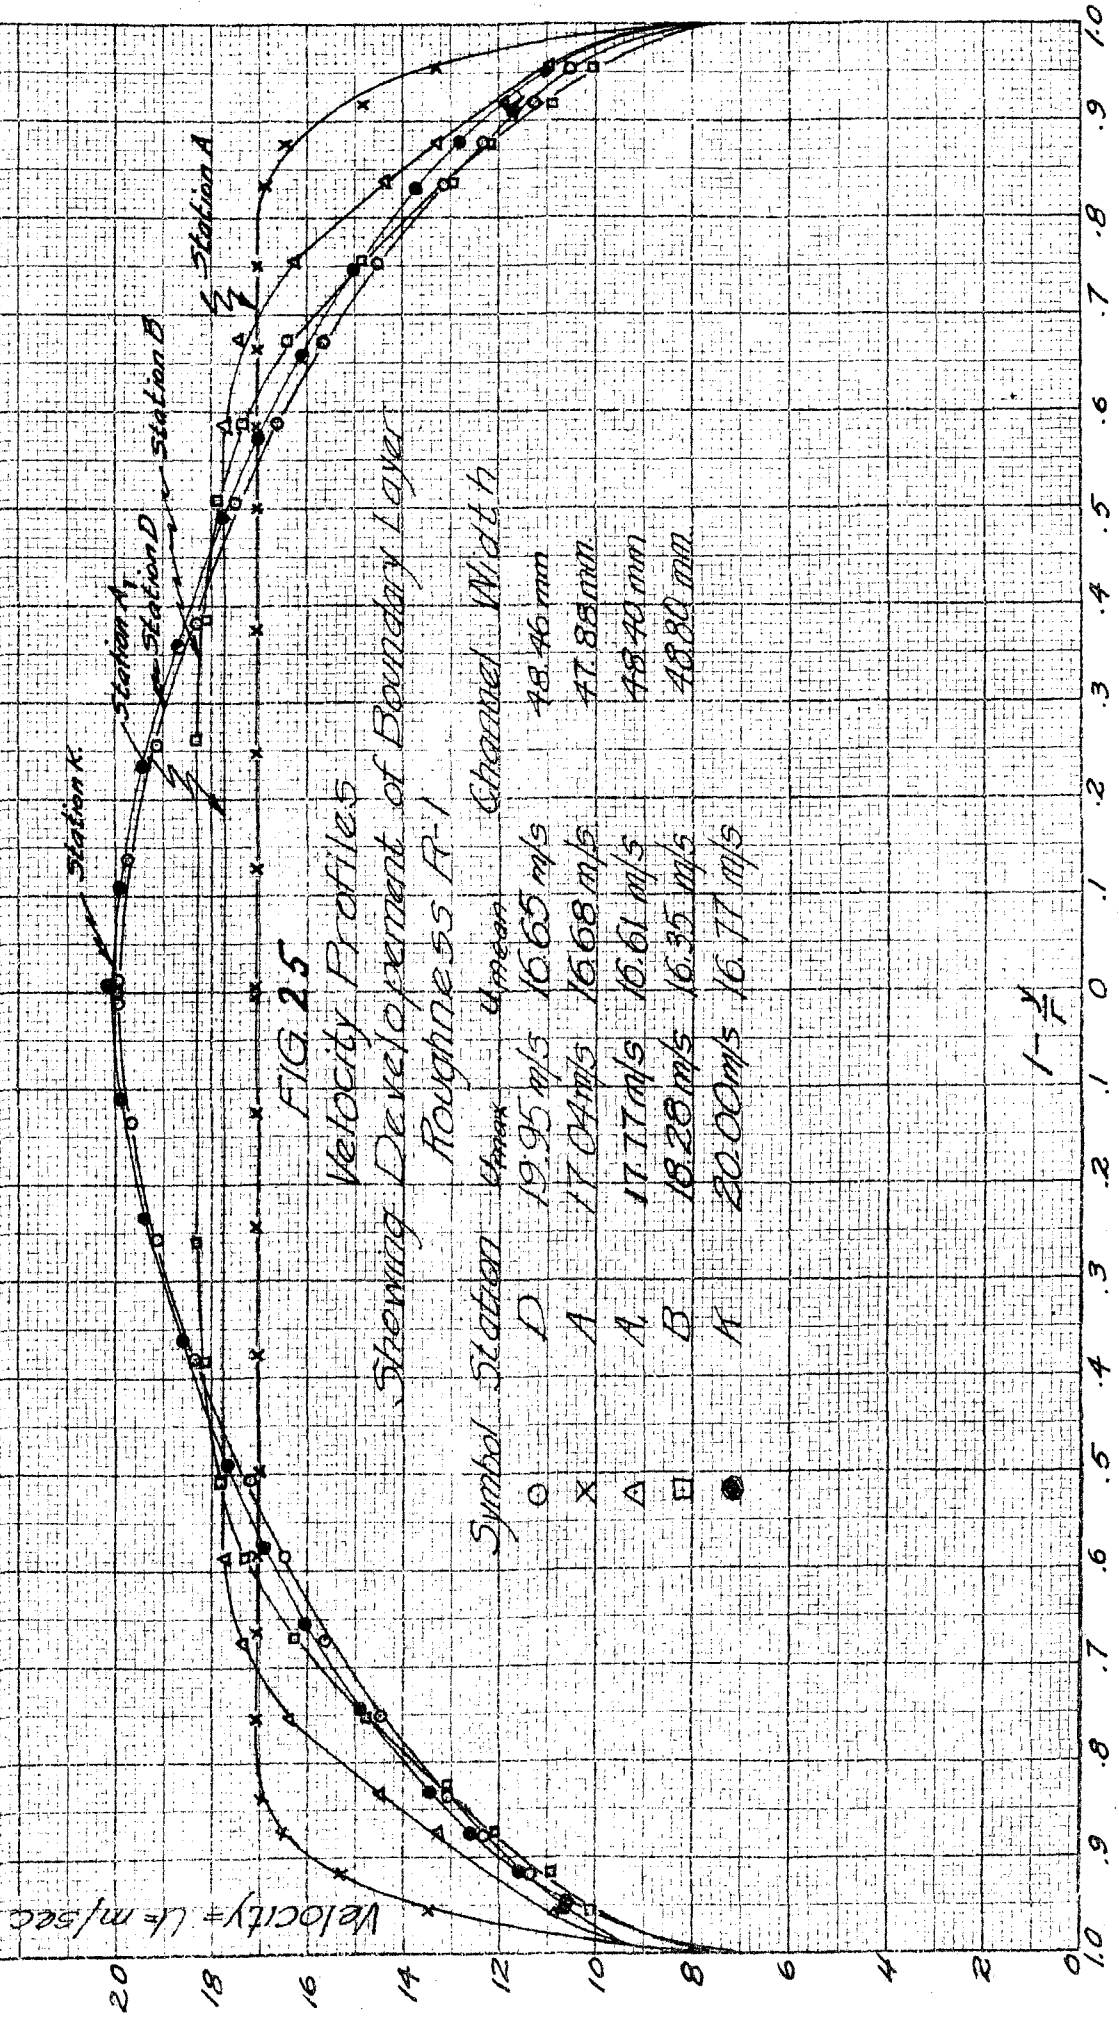 Station K.
Station A₁
Station D
Station B
Station A
FIG. 25
Velocity Profiles
Showing Developement of Boundary Layer
Roughness R-1
Symbol Station Umax Umean Channel Width
○ D 19.95 m/s 16.65 m/s 48.46 mm
× A 17.04 m/s 16.68 m/s 47.88 mm.
△ A₁ 17.77 m/s 16.61 m/s 48.40 mm
□ B 18.28 m/s 16.35 m/s 48.80 mm
● K 20.00 m/s 16.77 m/s
Velocity = U = m/sec
20
18
16
14
12
10
8
6
4
2
0
1.0 .9 .8 .7 .6 .5 .4 .3 .2 .1 0 .1 .2 .3 .4 .5 .6 .7 .8 .9 1.0
1 - y/r